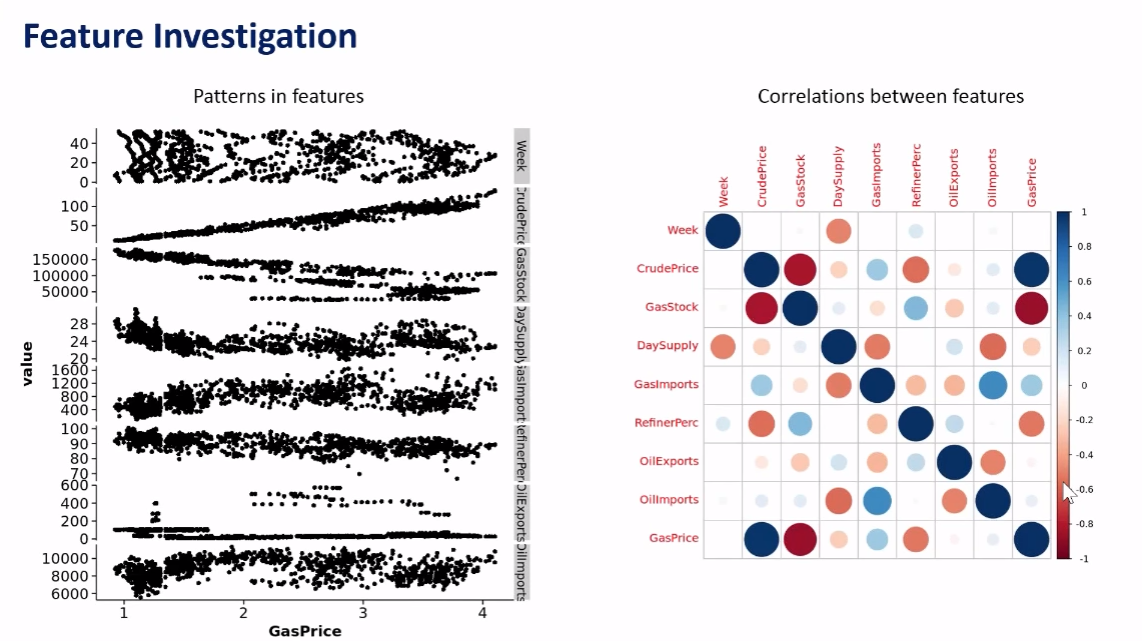 Feature Investigation
Patterns in features
Correlations between features
value
40
20
0
Week
100
50
CrudePric
150000
100000
50000
GasStock
28
24
20
DaySupply
1600
1200
800
400
GasImport
100
90
80
70
RefinerPer
600
400
200
0
OilExports
10000
8000
6000
OilImports
1 2 3 4
GasPrice
Week CrudePrice GasStock DaySupply GasImports RefinerPerc OilExports OilImports GasPrice
Week
CrudePrice
GasStock
DaySupply
GasImports
RefinerPerc
OilExports
OilImports
GasPrice
1
0.8
0.6
0.4
0.2
0
-0.2
-0.4
-0.6
-0.8
-1